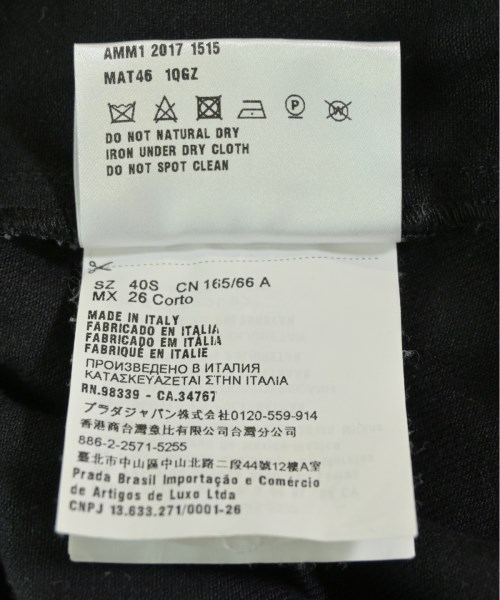 AMM1 2017 1515
MAT46 1QGZ
DO NOT NATURAL DRY
IRON UNDER DRY CLOTH
DO NOT SPOT CLEAN
SZ 40S CN 165/66 A
MX 26 Corto
MADE IN ITALY
FABRICADO EN ITALIA
FABRICADO EM ITÁLIA
FABRIQUÉ EN ITALIE
ПРОИЗВЕДЕНО В ИТАЛИЯ
ΚΑΤΑΣΚΕΥΑΖΕΤΑΙ ΣΤΗΝ ΙΤΑΛΙΑ
RN.98339 - CA.34767
プラダジャパン株式会社0120-559-914
香港商台灣壹比有限公司台灣分公司
886-2-2571-5255
臺北市中山區中山北路二段44號12樓A室
Prada Brasil Importação e Comércio
de Artigos de Luxo Ltda
CNPJ 13.633.271/0001-26